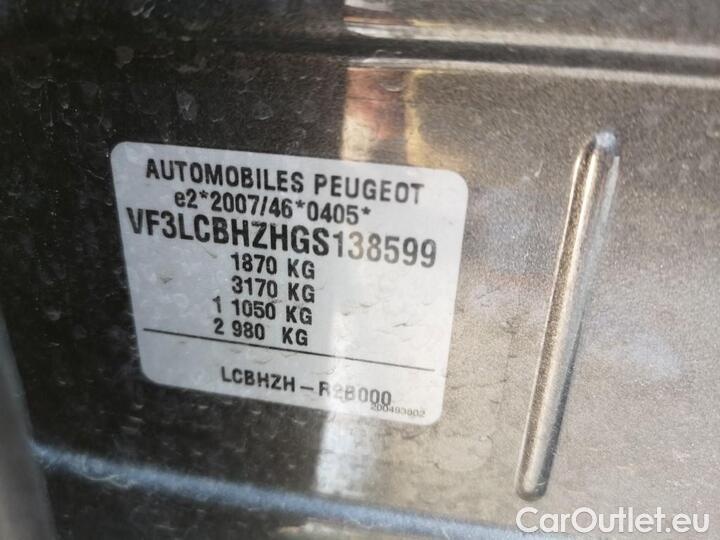 AUTOMOBILES PEUGEOT
e2*2007/46*0405*
VF3LCBHZHGS138599
1870 KG
3170 KG
1 1050 KG
2 980 KG
LCBHZH-R2B000
200493902
CarOutlet.eu